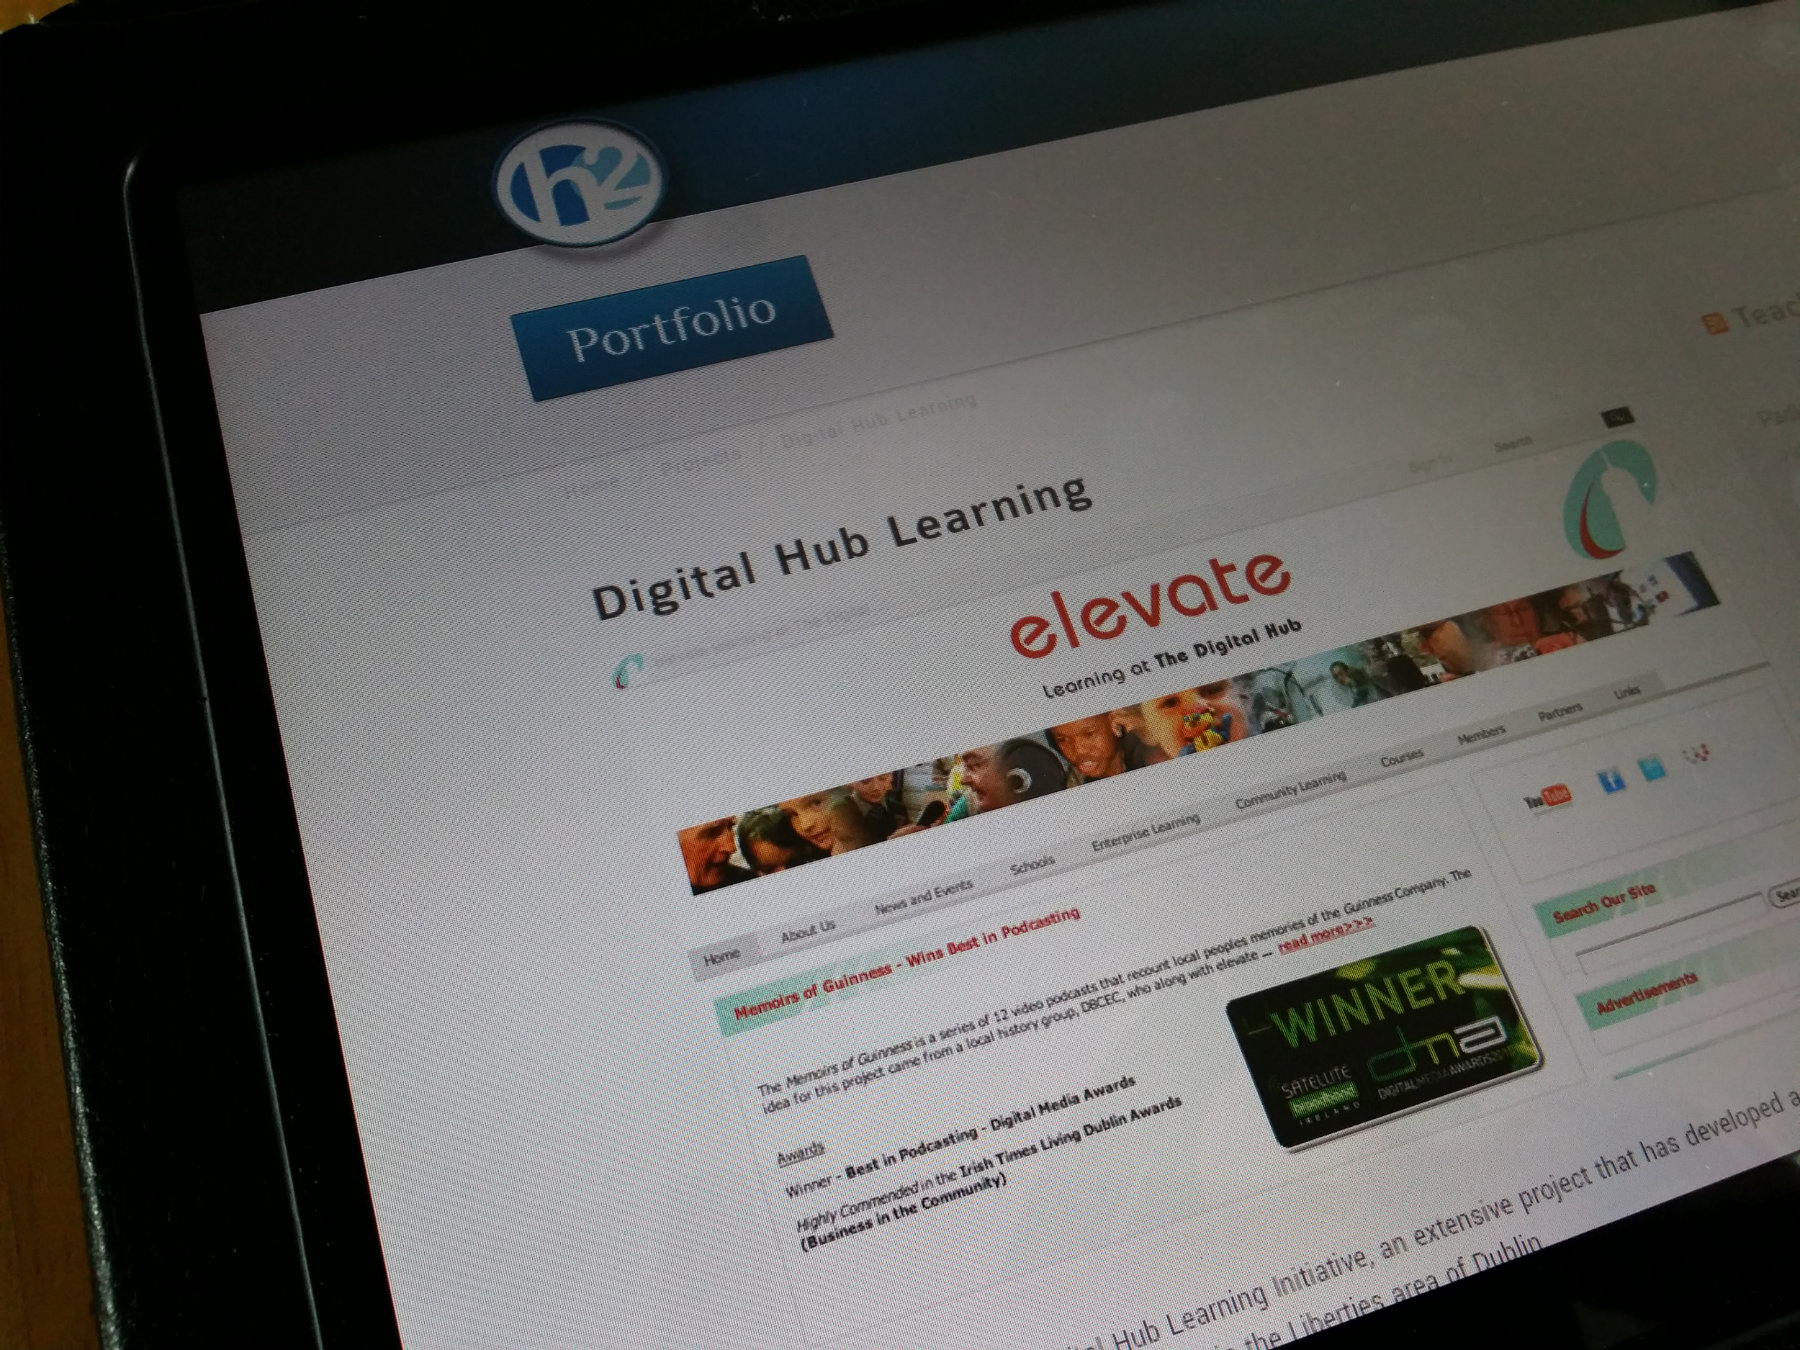 h2
Portfolio
Home / Projects / Digital Hub Learning
Digital Hub Learning
Sign In Search
elevate
Learning at The Digital Hub
Home About Us News and Events Schools Enterprise Learning Community Learning Courses Members Partners Links
Memoirs of Guinness - Wins Best in Podcasting
The Memoirs of Guinness is a series of 12 video podcasts that recount local peoples memories of the Guinness Company. The
idea for this project came from a local history group, DBCEC, who along with elevate — read more>>>
Awards
Winner - Best in Podcasting - Digital Media Awards
Highly Commended in the Irish Times Living Dublin Awards
(Business in the Community)
WINNER
SATELLITE
broadband
IRELAND
dma
DIGITALMEDIAAWARDS
YouTube
Search Our Site
Advertisements
Hub Learning Initiative, an extensive project that has developed
the Liberties area of Dublin